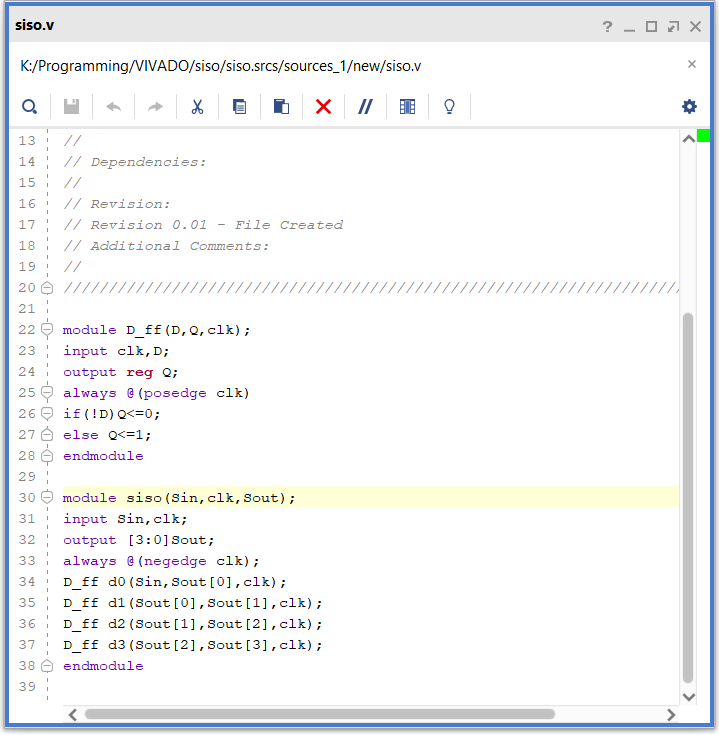 siso.v
K:/Programming/VIVADO/siso/siso.srcs/sources_1/new/siso.v
13 //
14 // Dependencies:
15 //
16 // Revision:
17 // Revision 0.01 - File Created
18 // Additional Comments:
19 //
20 //////////////////////////////////////////////////////////////////////
21
22 module D_ff(D,Q,clk);
23 input clk,D;
24 output reg Q;
25 always @(posedge clk)
26 if(!D)Q<=0;
27 else Q<=1;
28 endmodule
29
30 module siso(Sin,clk,Sout);
31 input Sin,clk;
32 output [3:0]Sout;
33 always @(negedge clk);
34 D_ff d0(Sin,Sout[0],clk);
35 D_ff d1(Sout[0],Sout[1],clk);
36 D_ff d2(Sout[1],Sout[2],clk);
37 D_ff d3(Sout[2],Sout[3],clk);
38 endmodule
39